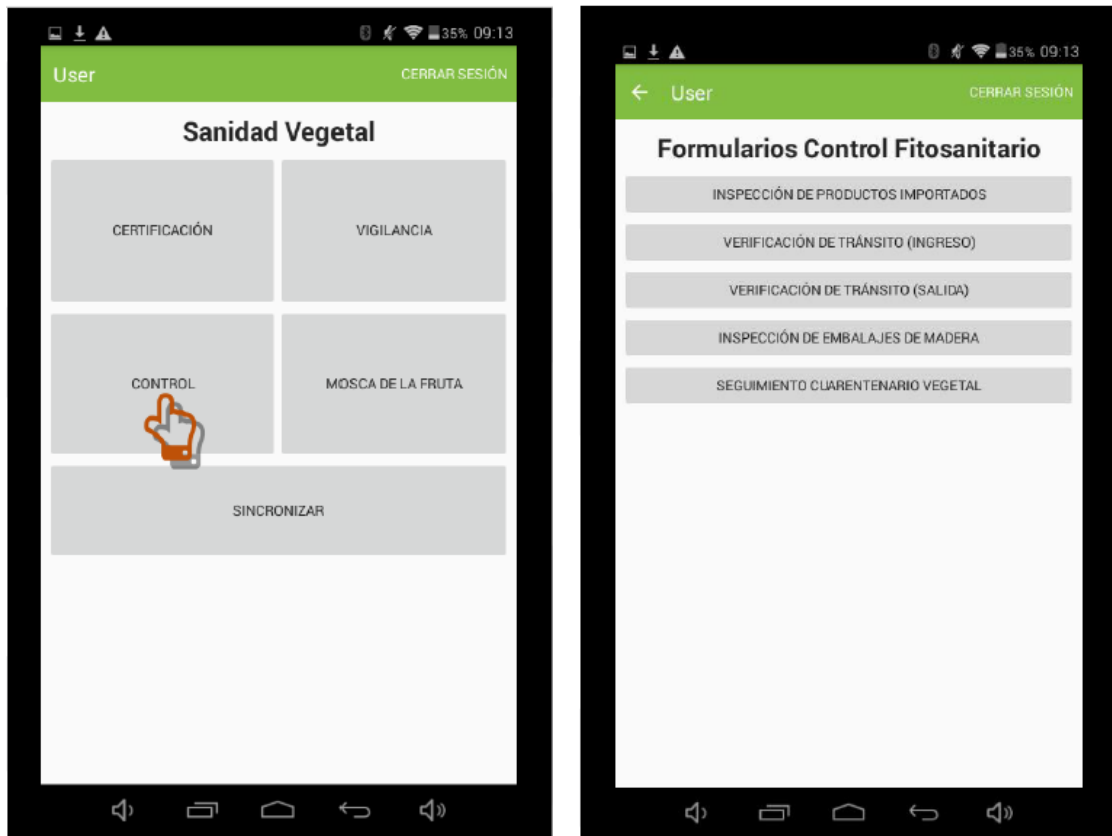 35% 09:13
User
CERRAR SESIÓN
Sanidad Vegetal
CERTIFICACIÓN
VIGILANCIA
CONTROL
MOSCA DE LA FRUTA
SINCRONIZAR
35% 09:13
User
CERRAR SESIÓN
Formularios Control Fitosanitario
INSPECCIÓN DE PRODUCTOS IMPORTADOS
VERIFICACIÓN DE TRÁNSITO (INGRESO)
VERIFICACIÓN DE TRÁNSITO (SALIDA)
INSPECCIÓN DE EMBALAJES DE MADERA
SEGUIMIENTO CUARENTENARIO VEGETAL